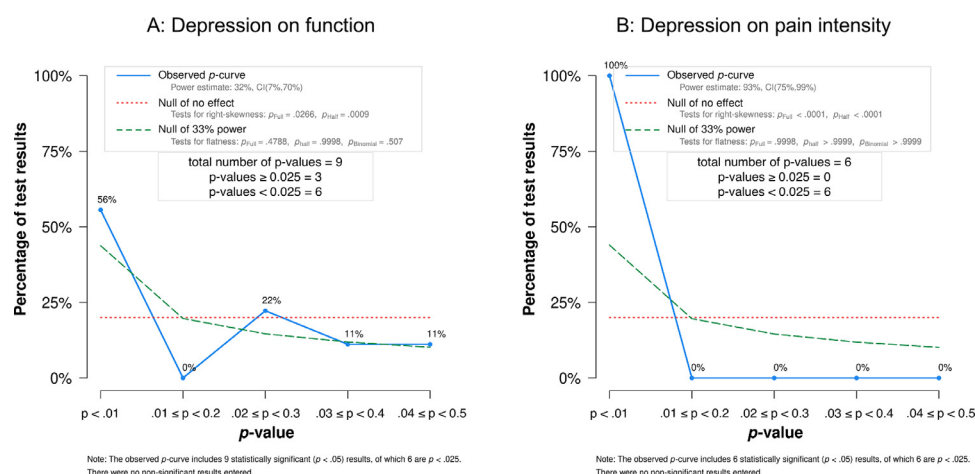 A: Depression on function
100%
75%
50%
25%
0%
Percentage of test results
Observed p-curve
Power estimate: 32%, CI(7%,70%)
Null of no effect
Tests for right-skewness: pFull = .0266, pHalf = .0009
Null of 33% power
Tests for flatness: pFull = .4788, phalf = .9998, pBinomial = .507
total number of p-values = 9
p-values ≥ 0.025 = 3
p-values < 0.025 = 6
56%
0%
22%
11%
11%
p < .01
.01 ≤ p < 0.2
.02 ≤ p < 0.3
.03 ≤ p < 0.4
.04 ≤ p < 0.5
p-value
Note: The observed p-curve includes 9 statistically significant (p < .05) results, of which 6 are p < .025.
There were no non-significant results entered.
B: Depression on pain intensity
100%
75%
50%
25%
0%
Percentage of test results
Observed p-curve
Power estimate: 93%, CI(75%,99%)
Null of no effect
Tests for right-skewness: pFull < .0001, pHalf < .0001
Null of 33% power
Tests for flatness: pFull = .9998, phalf > .9999, pBinomial > .9999
total number of p-values = 6
p-values ≥ 0.025 = 0
p-values < 0.025 = 6
100%
0%
0%
0%
0%
p < .01
.01 ≤ p < 0.2
.02 ≤ p < 0.3
.03 ≤ p < 0.4
.04 ≤ p < 0.5
p-value
Note: The observed p-curve includes 6 statistically significant (p < .05) results, of which 6 are p < .025.
There were no non-significant results entered.